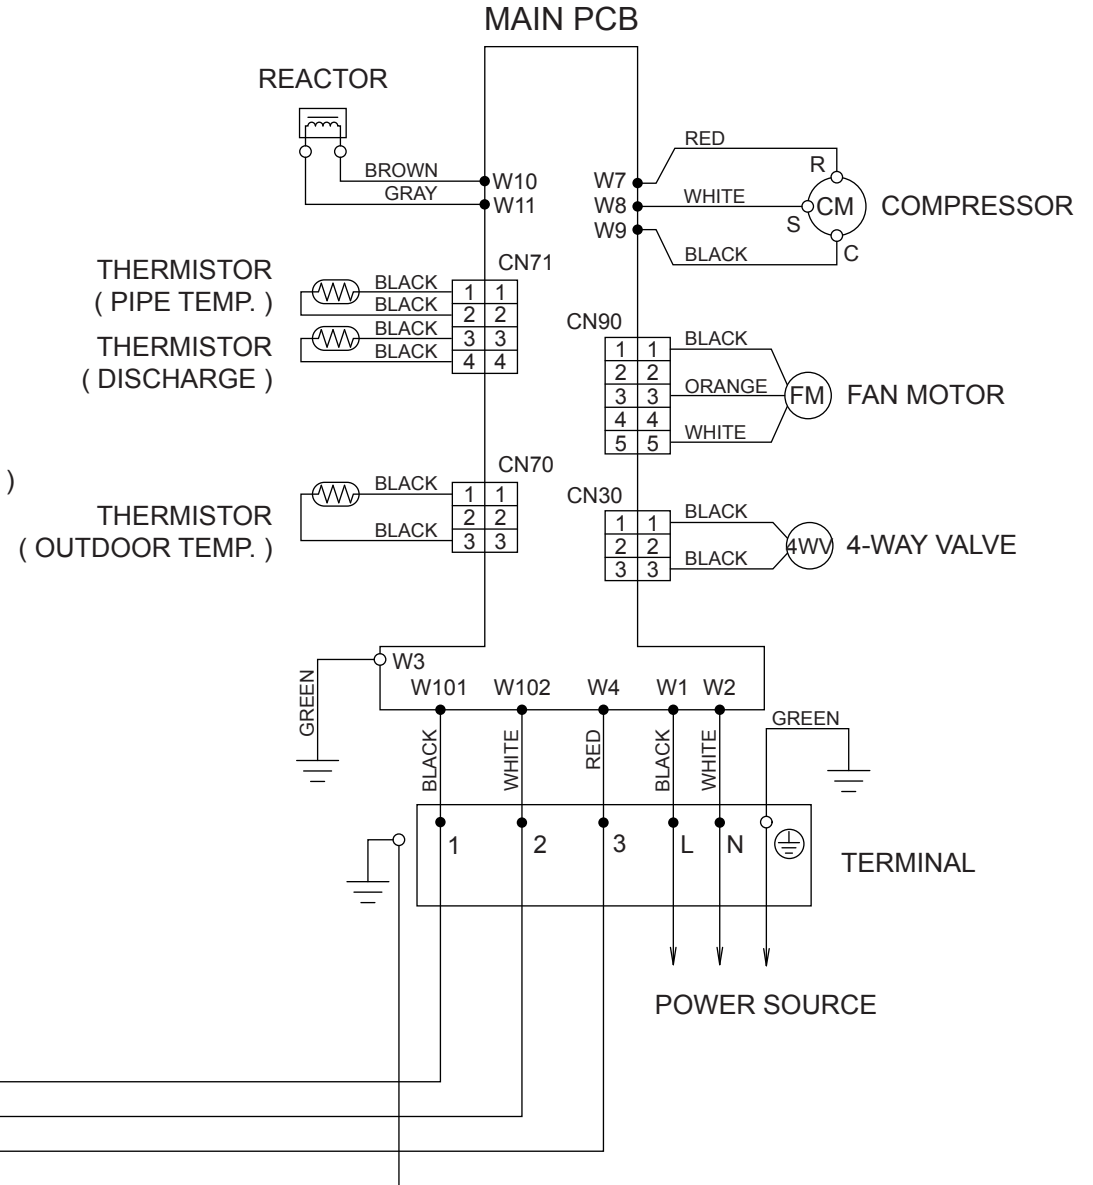 MAIN PCB
REACTOR
BROWN
GRAY
W10
W11
W7
W8
W9
RED
WHITE
BLACK
R
S
C
CM
COMPRESSOR
THERMISTOR
( PIPE TEMP. )
THERMISTOR
( DISCHARGE )
BLACK
BLACK
BLACK
BLACK
CN71
1 1
2 2
3 3
4 4
CN90
1 1
2 2
3 3
4 4
5 5
BLACK
ORANGE
WHITE
FM
FAN MOTOR
)
THERMISTOR
( OUTDOOR TEMP. )
BLACK
BLACK
CN70
1 1
2 2
3 3
CN30
1 1
2 2
3 3
BLACK
BLACK
4WV
4-WAY VALVE
W3
GREEN
W101 W102 W4 W1 W2
BLACK
WHITE
RED
BLACK
WHITE
GREEN
1 2 3 L N
TERMINAL
POWER SOURCE